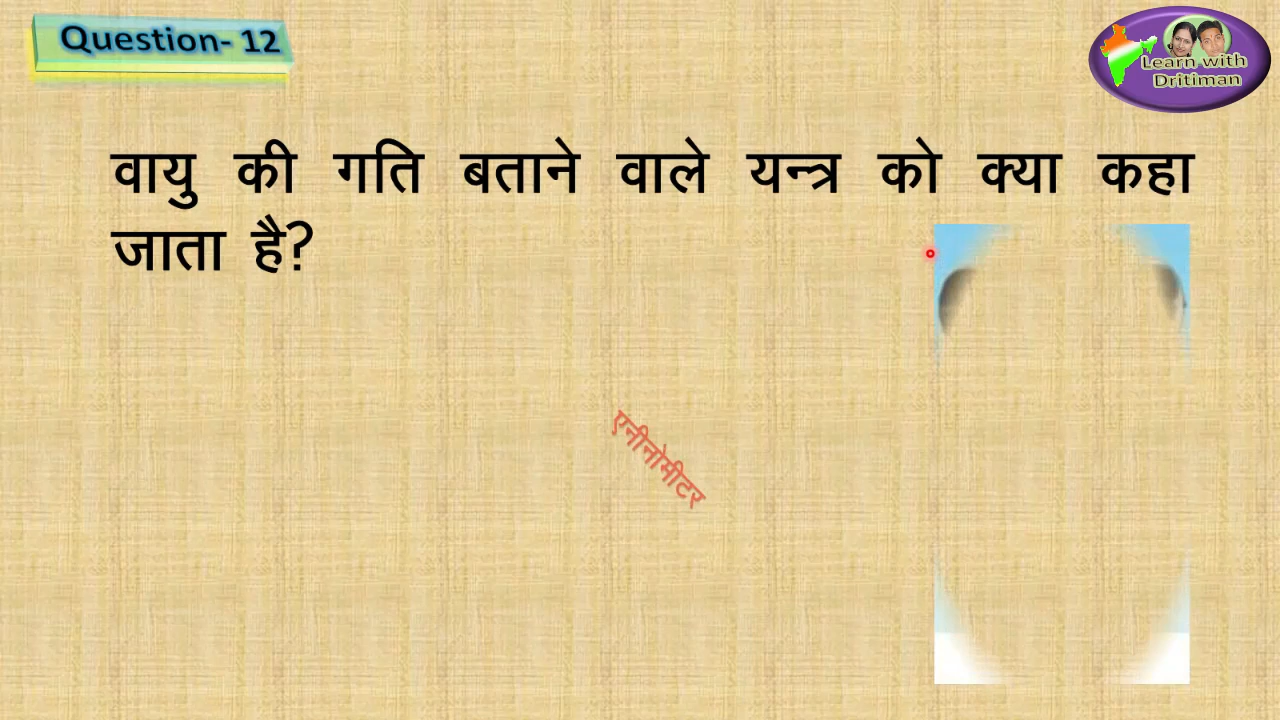 Question- 12
Learn with
Dritiman
वायु की गति बताने वाले यन्त्र को क्या कहा
जाता है?
एनीनोमीटर